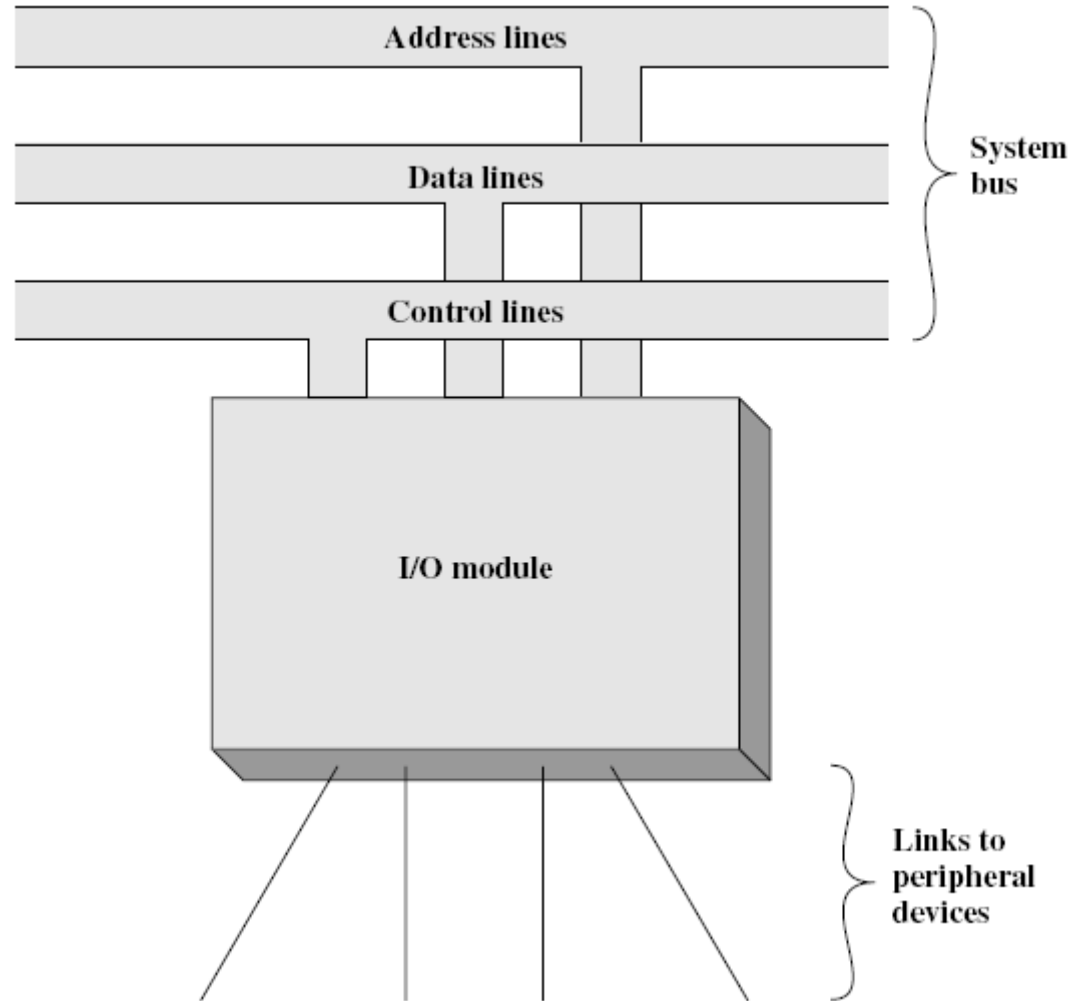 Address lines
System
bus
Data lines
Control lines
I/O module
Links to
peripheral
devices